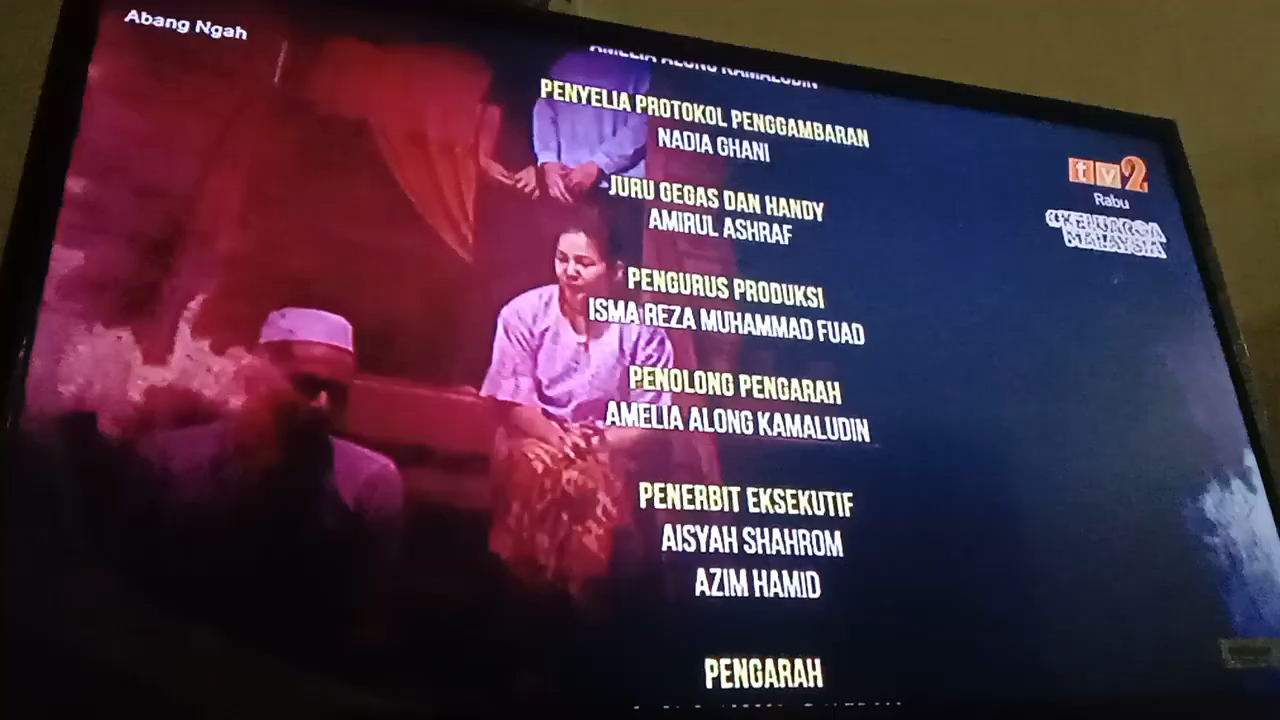 Abang Ngah
AMELIA ALONG KAMALUDIN
PENYELIA PROTOKOL PENGGAMBARAN
NADIA GHANI
JURU GEGAS DAN HANDY
AMIRUL ASHRAF
PENGURUS PRODUKSI
ISMA REZA MUHAMMAD FUAD
PENOLONG PENGARAH
AMELIA ALONG KAMALUDIN
PENERBIT EKSEKUTIF
AISYAH SHAHROM
AZIM HAMID
PENGARAH
tv2
Rabu
#KELUARGA
MALAYSIA